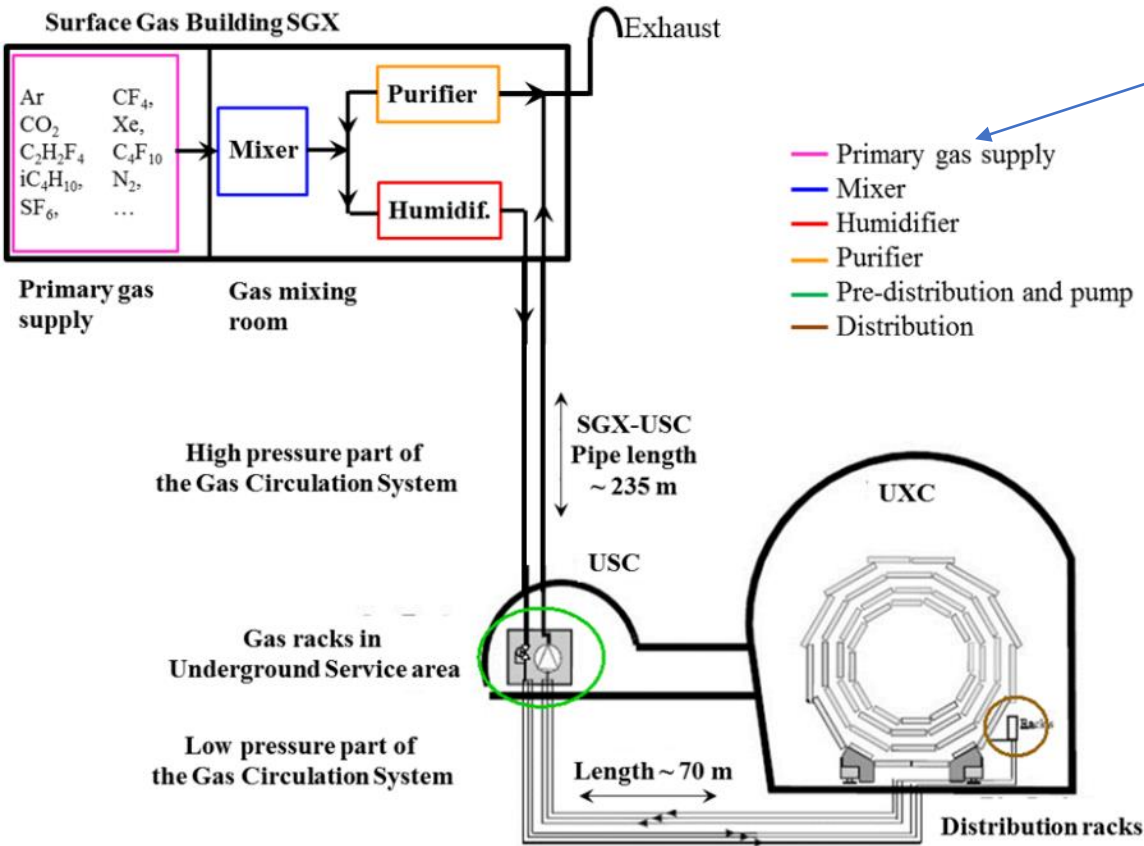 Surface Gas Building SGX
Exhaust
Ar CF₄,
CO₂ Xe,
C₂H₂F₄ C₄F₁₀
iC₄H₁₀, N₂,
SF₆, …
Mixer
Purifier
Humidif.
Primary gas
supply
Gas mixing
room
Primary gas supply
Mixer
Humidifier
Purifier
Pre-distribution and pump
Distribution
High pressure part of
the Gas Circulation System
SGX-USC
Pipe length
~ 235 m
UXC
USC
Gas racks in
Underground Service area
Racks
Low pressure part of
the Gas Circulation System
Length ~ 70 m
Distribution racks